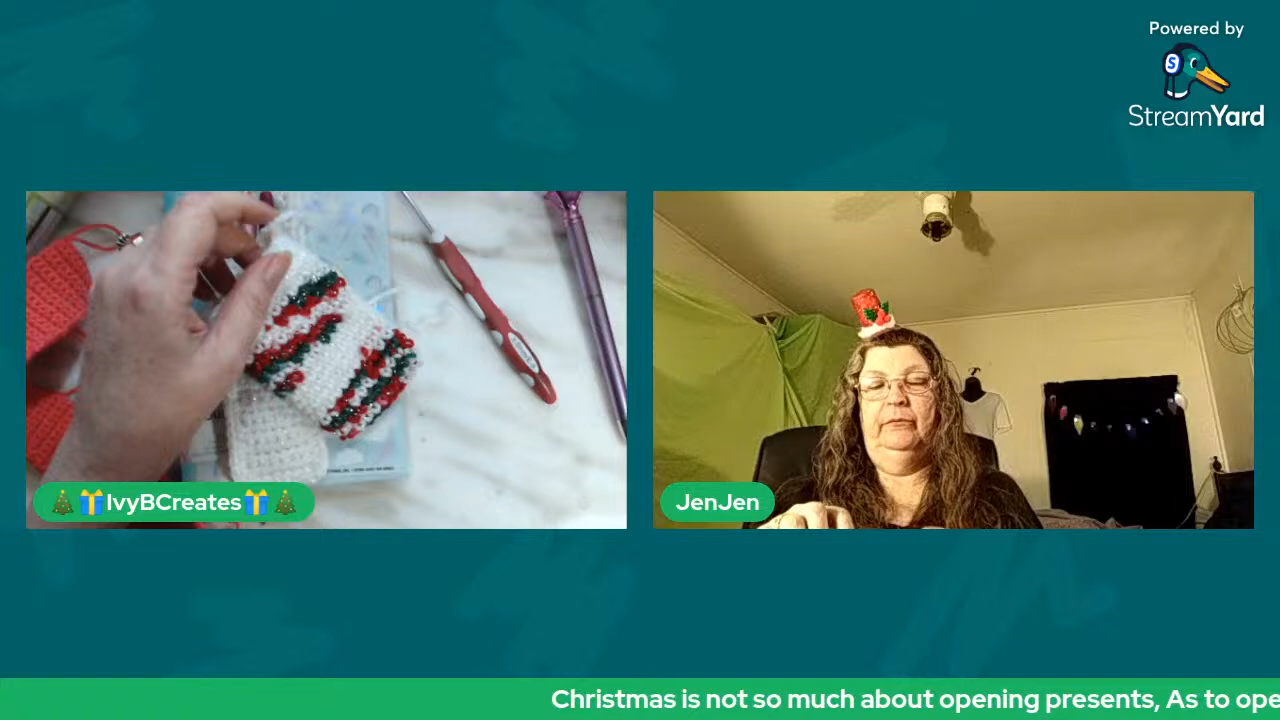 Powered by
S
StreamYard
🎄🎁IvyBCreates🎁🎄
JenJen
Christmas is not so much about opening presents, As to ope